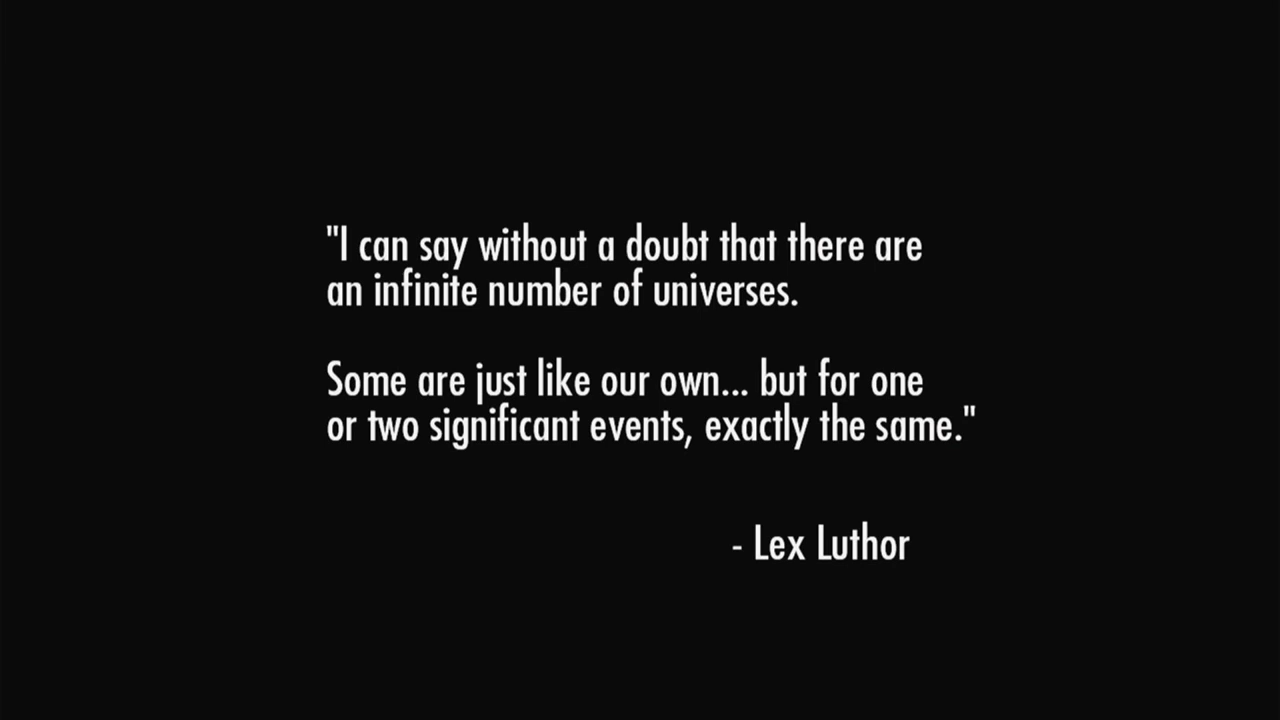 "I can say without a doubt that there are
an infinite number of universes.
Some are just like our own... but for one
or two significant events, exactly the same."
- Lex Luthor